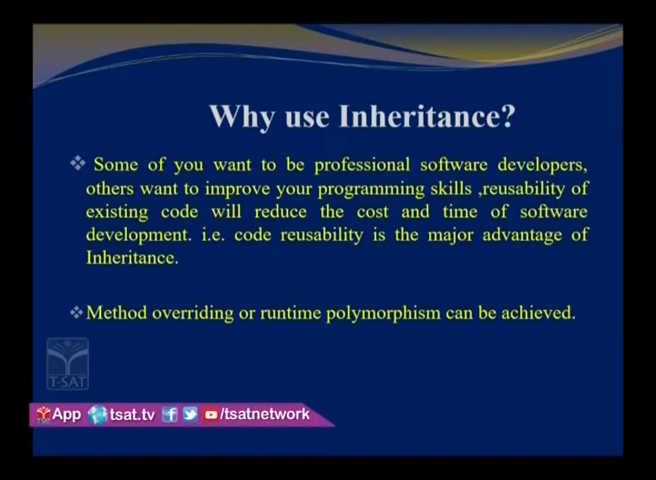 Why use Inheritance?
❖ Some of you want to be professional software developers,
others want to improve your programming skills ,reusability of
existing code will reduce the cost and time of software
development. i.e. code reusability is the major advantage of
Inheritance.
❖ Method overriding or runtime polymorphism can be achieved.
T-SAT
App tsat.tv /tsatnetwork